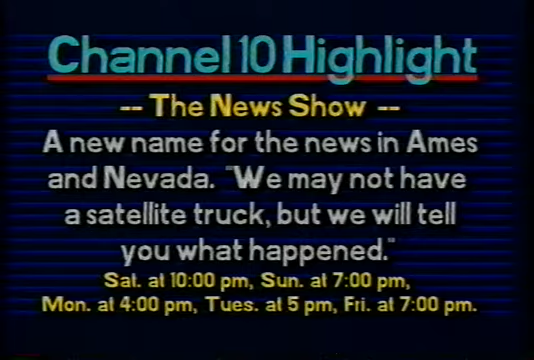 Channel 10 Highlight
-- The News Show --
A new name for the news in Ames
and Nevada. "We may not have
a satellite truck, but we will tell
you what happened."
Sat. at 10:00 pm, Sun. at 7:00 pm,
Mon. at 4:00 pm, Tues. at 5 pm, Fri. at 7:00 pm.